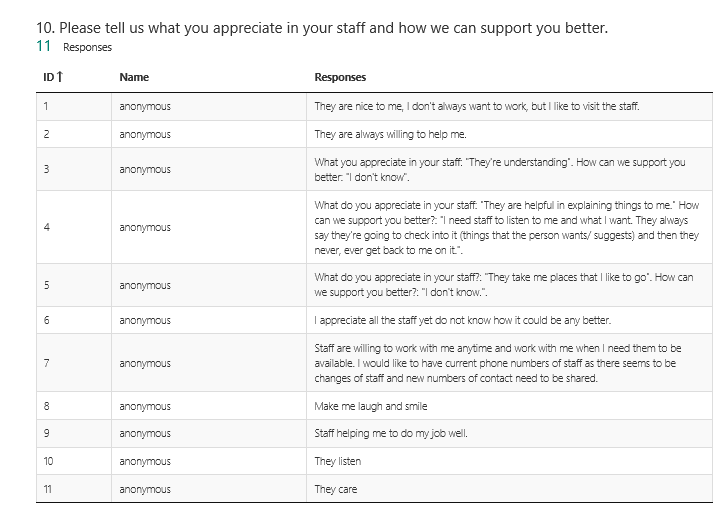 10. Please tell us what you appreciate in your staff and how we can support you better.
11 Responses
ID↑ Name Responses
1 anonymous They are nice to me, I don't always want to work, but I like to visit the staff.
2 anonymous They are always willing to help me.
3 anonymous What you appreciate in your staff: "They're understanding". How can we support you
better: "I don't know".
4 anonymous What do you appreciate in your staff: "They are helpful in explaining things to me." How
can we support you better?: "I need staff to listen to me and what I want. They always
say they're going to check into it (things that the person wants/ suggests) and then they
never, ever get back to me on it.".
5 anonymous What do you appreciate in your staff?: "They take me places that I like to go". How can
we support you better?: "I don't know.".
6 anonymous I appreciate all the staff yet do not know how it could be any better.
7 anonymous Staff are willing to work with me anytime and work with me when I need them to be
available. I would like to have current phone numbers of staff as there seems to be
changes of staff and new numbers of contact need to be shared.
8 anonymous Make me laugh and smile
9 anonymous Staff helping me to do my job well.
10 anonymous They listen
11 anonymous They care